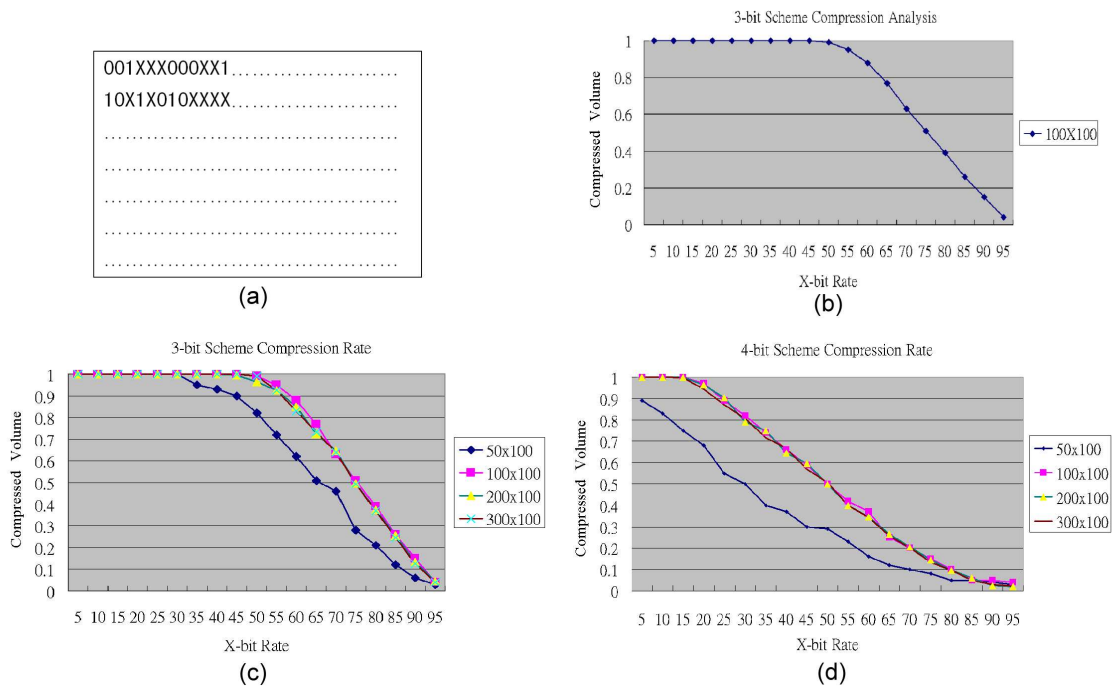 001XXX000XX1..........................
10X1X010XXXX..........................
..............................................
..............................................
..............................................
..............................................
..............................................
(a)
3-bit Scheme Compression Analysis
Compressed Volume
1
0.8
0.6
0.4
0.2
0
5 10 15 20 25 30 35 40 45 50 55 60 65 70 75 80 85 90 95
X-bit Rate
100X100
(b)
3-bit Scheme Compression Rate
Compressed Volume
1
0.9
0.8
0.7
0.6
0.5
0.4
0.3
0.2
0.1
0
5 10 15 20 25 30 35 40 45 50 55 60 65 70 75 80 85 90 95
X-bit Rate
50x100
100x100
200x100
300x100
(c)
4-bit Scheme Compression Rate
Compressed Volume
1
0.9
0.8
0.7
0.6
0.5
0.4
0.3
0.2
0.1
0
5 10 15 20 25 30 35 40 45 50 55 60 65 70 75 80 85 90 95
X-bit Rate
50x100
100x100
200x100
300x100
(d)